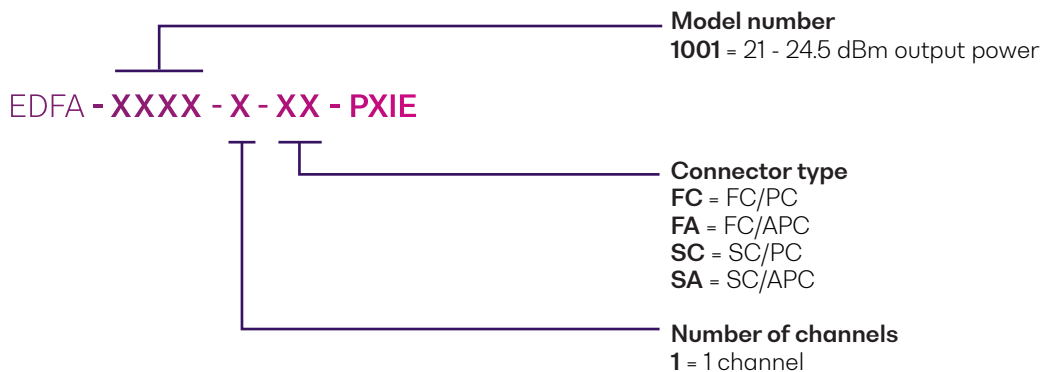 Model number
1001 = 21 - 24.5 dBm output power
EDFA - XXXX - X - XX - PXIE
Connector type
FC = FC/PC
FA = FC/APC
SC = SC/PC
SA = SC/APC
Number of channels
1 = 1 channel